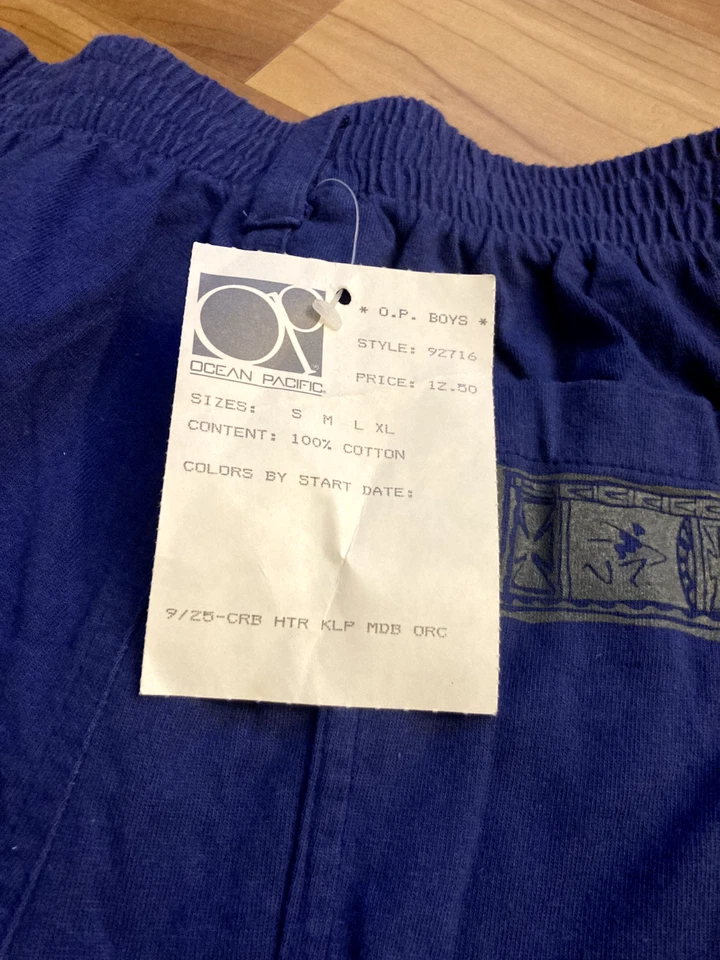 Op
OCEAN PACIFIC®
* O.P. BOYS *
STYLE: 92716
PRICE: 12.50
SIZES: S M L XL
CONTENT: 100% COTTON
COLORS BY START DATE:
9/25-CRB HTR KLP MDB ORC